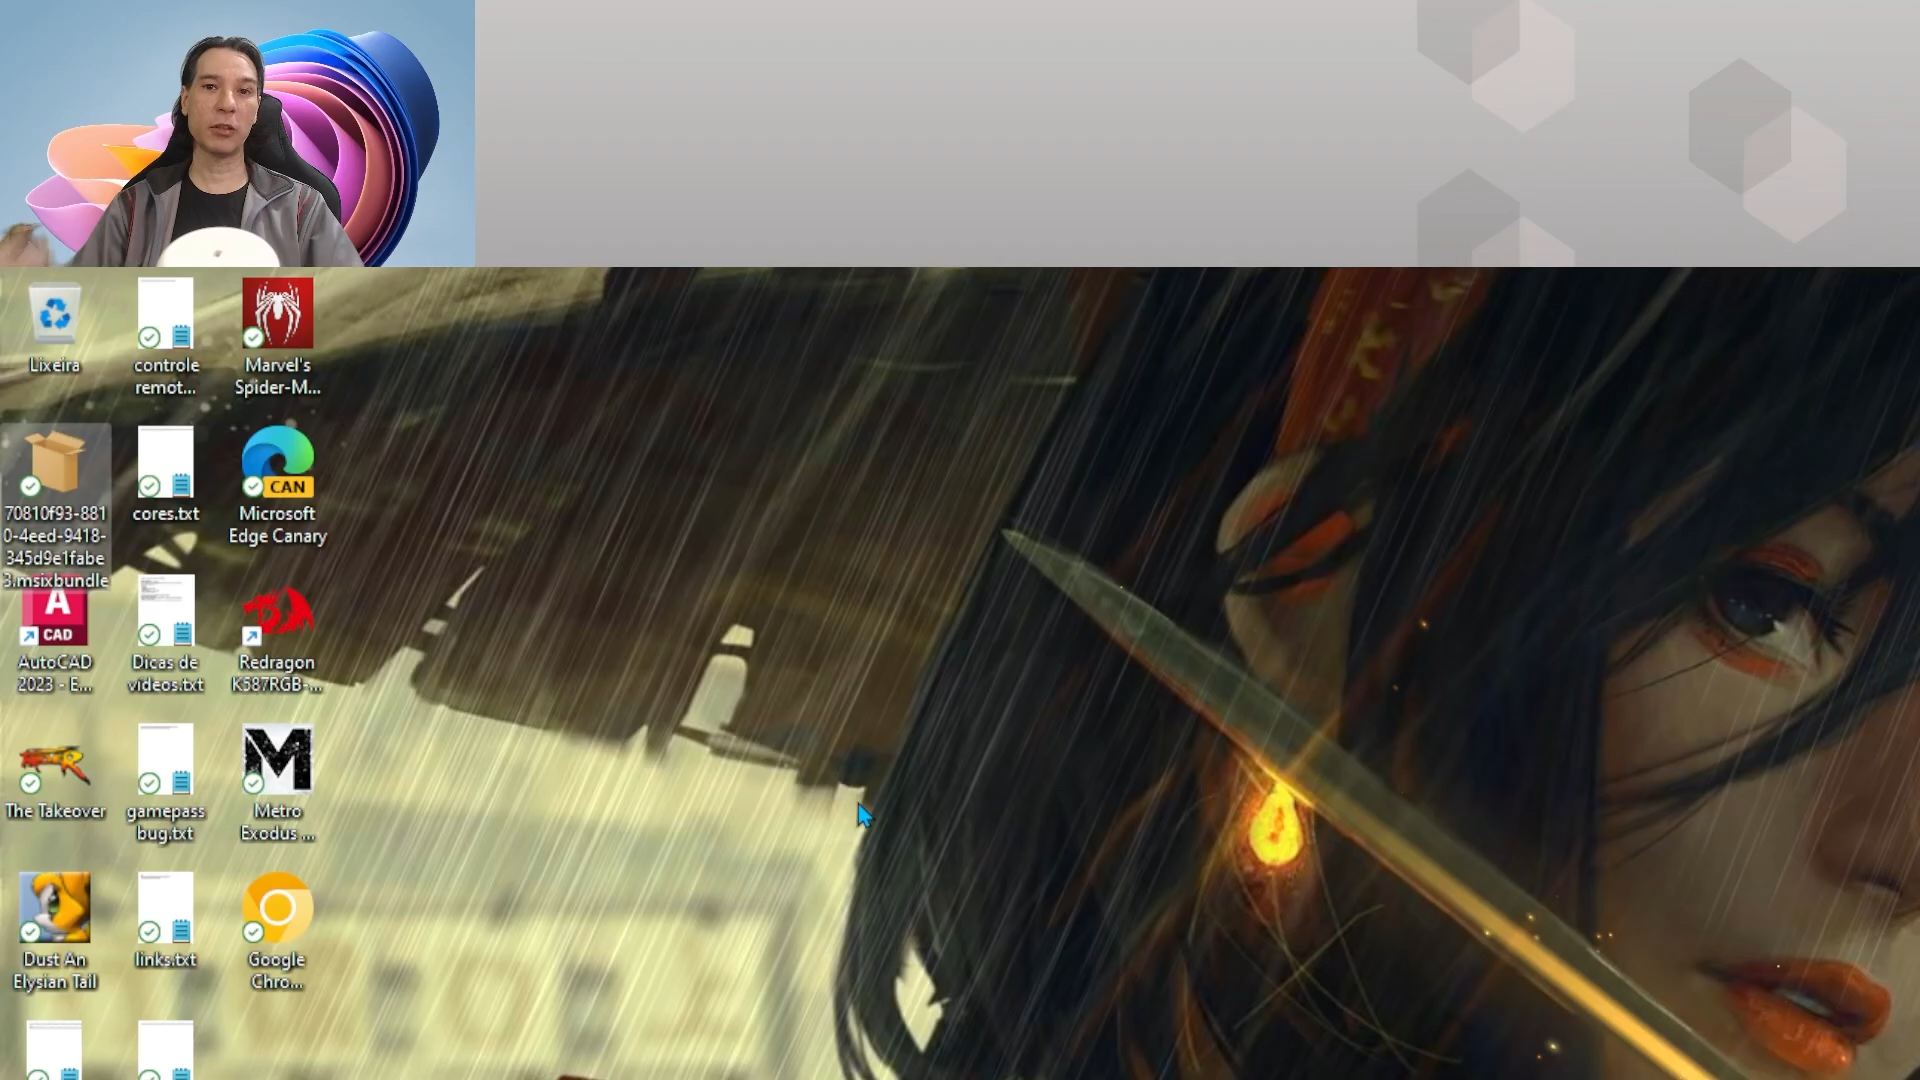 Lixeira
controle
remot...
Marvel's
Spider-M...
CAN
70810f93-881
0-4eed-9418-
345d9e1fabe
3.msixbundle
cores.txt
Microsoft
Edge Canary
A
CAD
AutoCAD
2023 - E...
Dicas de
videos.txt
Redragon
K587RGB-...
M
The Takeover
gamepass
bug.txt
Metro
Exodus ...
Dust An
Elysian Tail
links.txt
Google
Chro...